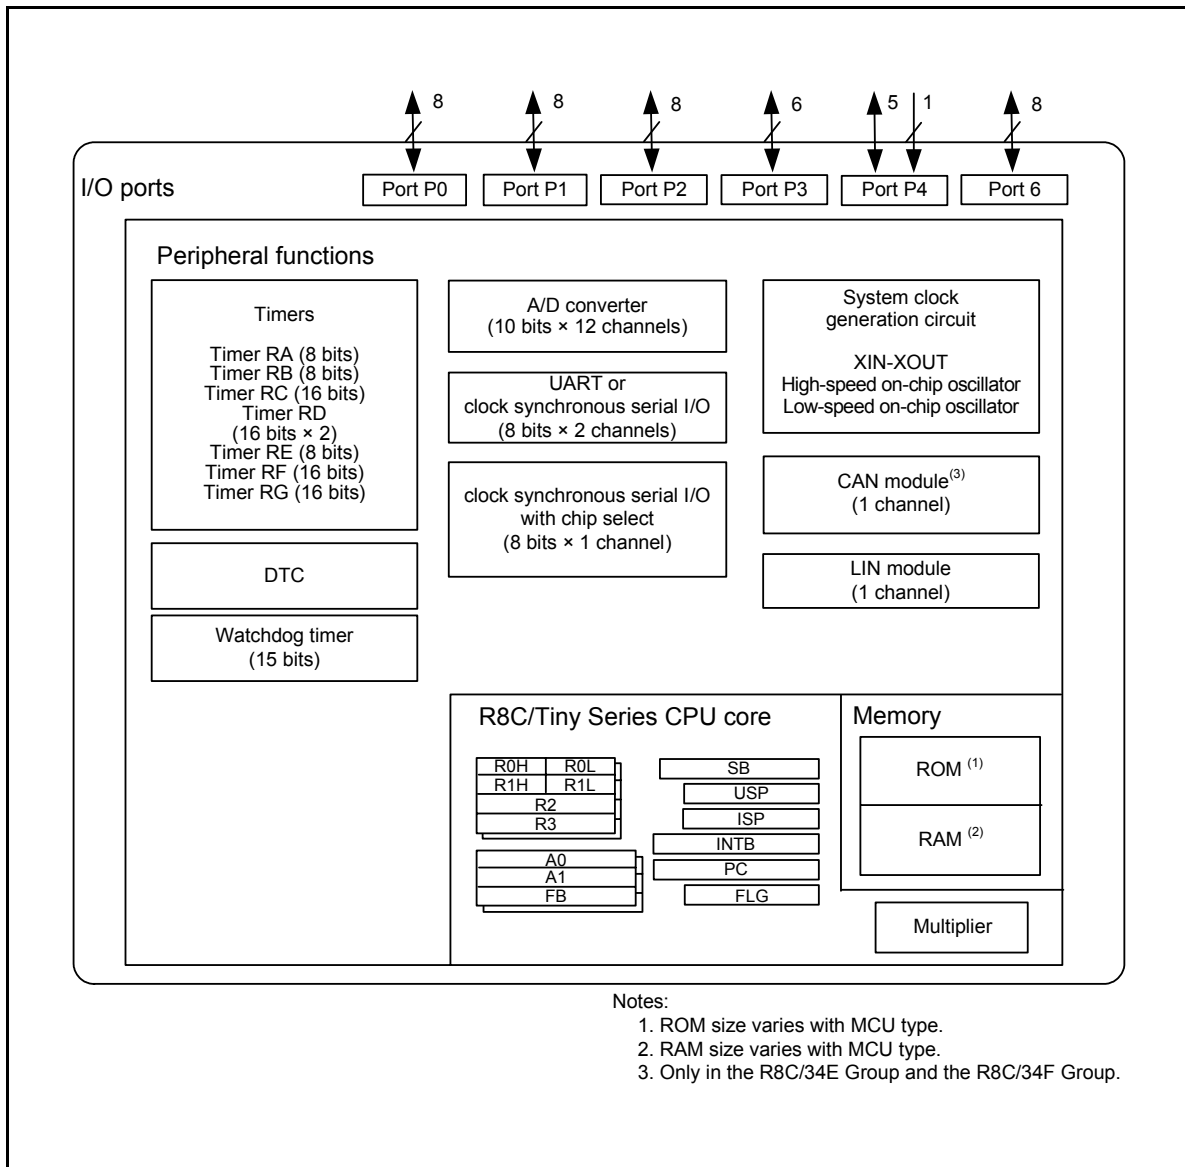 8 8 8 6 5 1 8
I/O ports
Port P0 Port P1 Port P2 Port P3 Port P4 Port 6
Peripheral functions
Timers
Timer RA (8 bits)
Timer RB (8 bits)
Timer RC (16 bits)
Timer RD
(16 bits × 2)
Timer RE (8 bits)
Timer RF (16 bits)
Timer RG (16 bits)
DTC
Watchdog timer
(15 bits)
A/D converter
(10 bits × 12 channels)
UART or
clock synchronous serial I/O
(8 bits × 2 channels)
clock synchronous serial I/O
with chip select
(8 bits × 1 channel)
System clock
generation circuit
XIN-XOUT
High-speed on-chip oscillator
Low-speed on-chip oscillator
CAN module(3)
(1 channel)
LIN module
(1 channel)
R8C/Tiny Series CPU core
R0H R0L
R1H R1L
R2
R3
A0
A1
FB
SB
USP
ISP
INTB
PC
FLG
Memory
ROM (1)
RAM (2)
Multiplier
Notes:
1. ROM size varies with MCU type.
2. RAM size varies with MCU type.
3. Only in the R8C/34E Group and the R8C/34F Group.